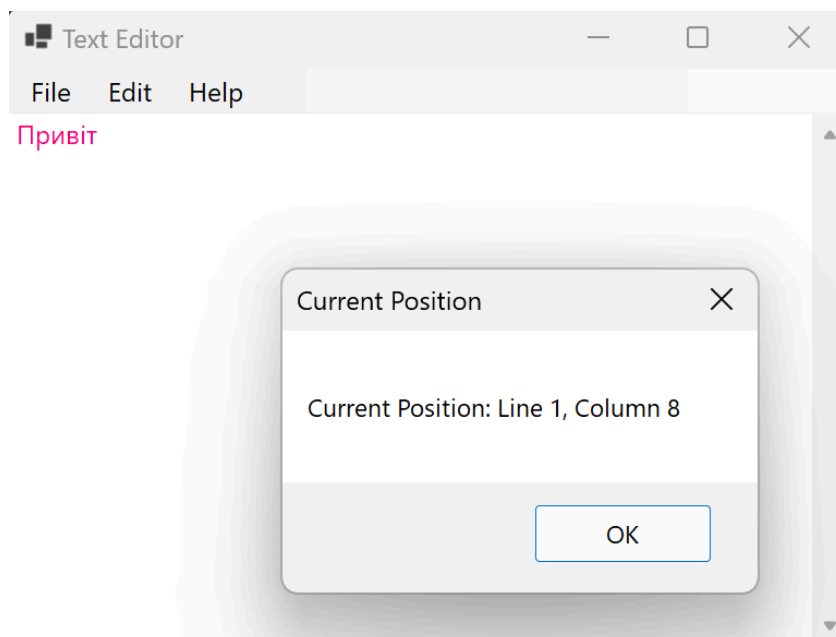 Text Editor
File Edit Help
Привіт
Current Position
Current Position: Line 1, Column 8
OK